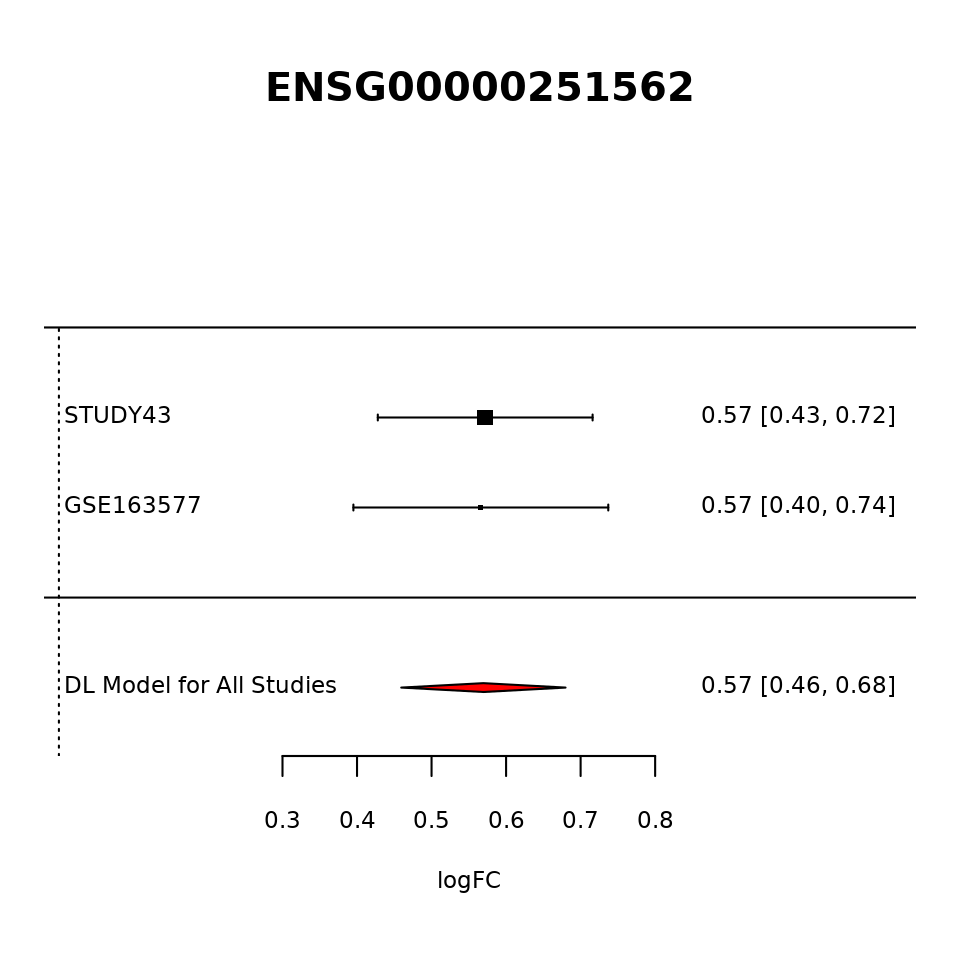 ENSG00000251562
STUDY43 0.57 [0.43, 0.72]
GSE163577 0.57 [0.40, 0.74]
DL Model for All Studies 0.57 [0.46, 0.68]
0.3 0.4 0.5 0.6 0.7 0.8
logFC